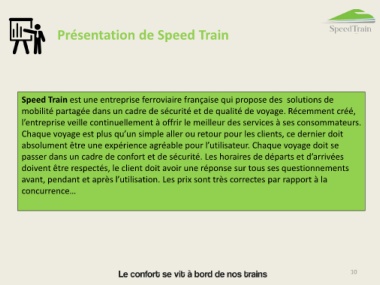 Présentation de Speed Train
SpeedTrain
Speed Train est une entreprise ferroviaire française qui propose des solutions de
mobilité partagée dans un cadre de sécurité et de qualité de voyage. Récemment créé,
l'entreprise veille continuellement à offrir le meilleur des services à ses consommateurs.
Chaque voyage est plus qu'un simple aller ou retour pour les clients, ce dernier doit
absolument être une expérience agréable pour l'utilisateur. Chaque voyage doit se
passer dans un cadre de confort et de sécurité. Les horaires de départs et d'arrivées
doivent être respectés, le client doit avoir une réponse sur tous ses questionnements
avant, pendant et après l'utilisation. Les prix sont très correctes par rapport à la
concurrence…
Le confort se vit à bord de nos trains